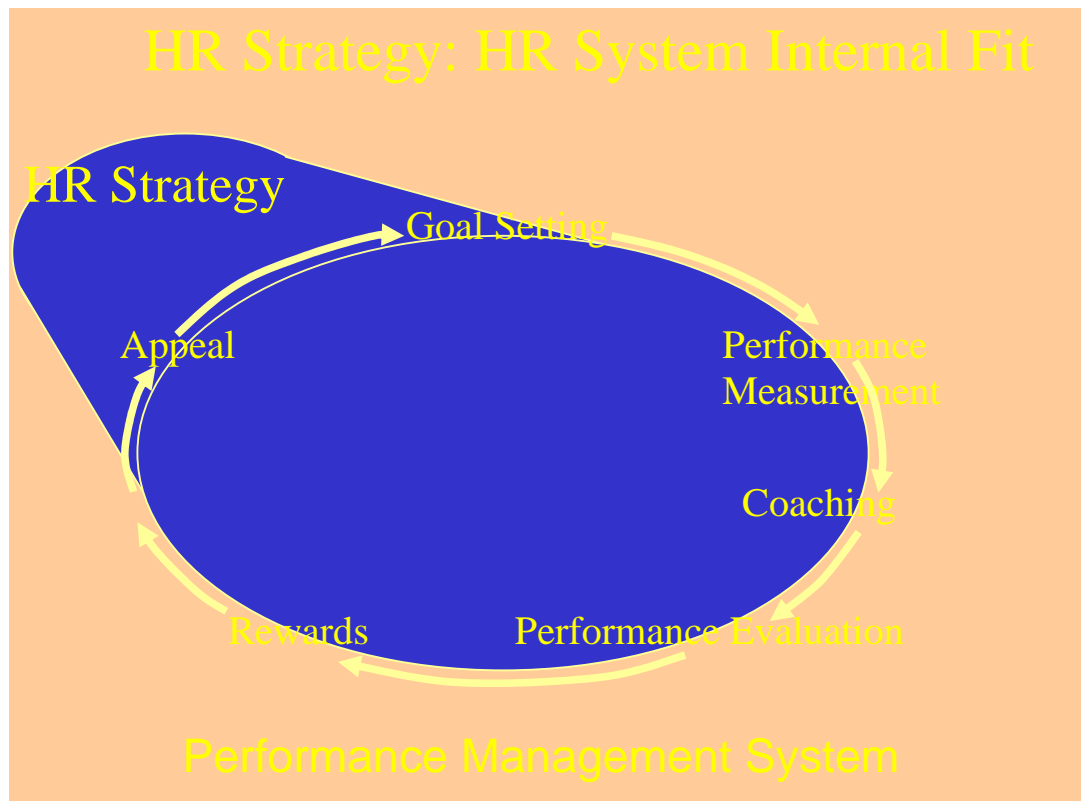 HR Strategy: HR System Internal Fit
HR Strategy
Goal Setting
Appeal
Performance
Measurement
Coaching
Rewards
Performance Evaluation
Performance Management System